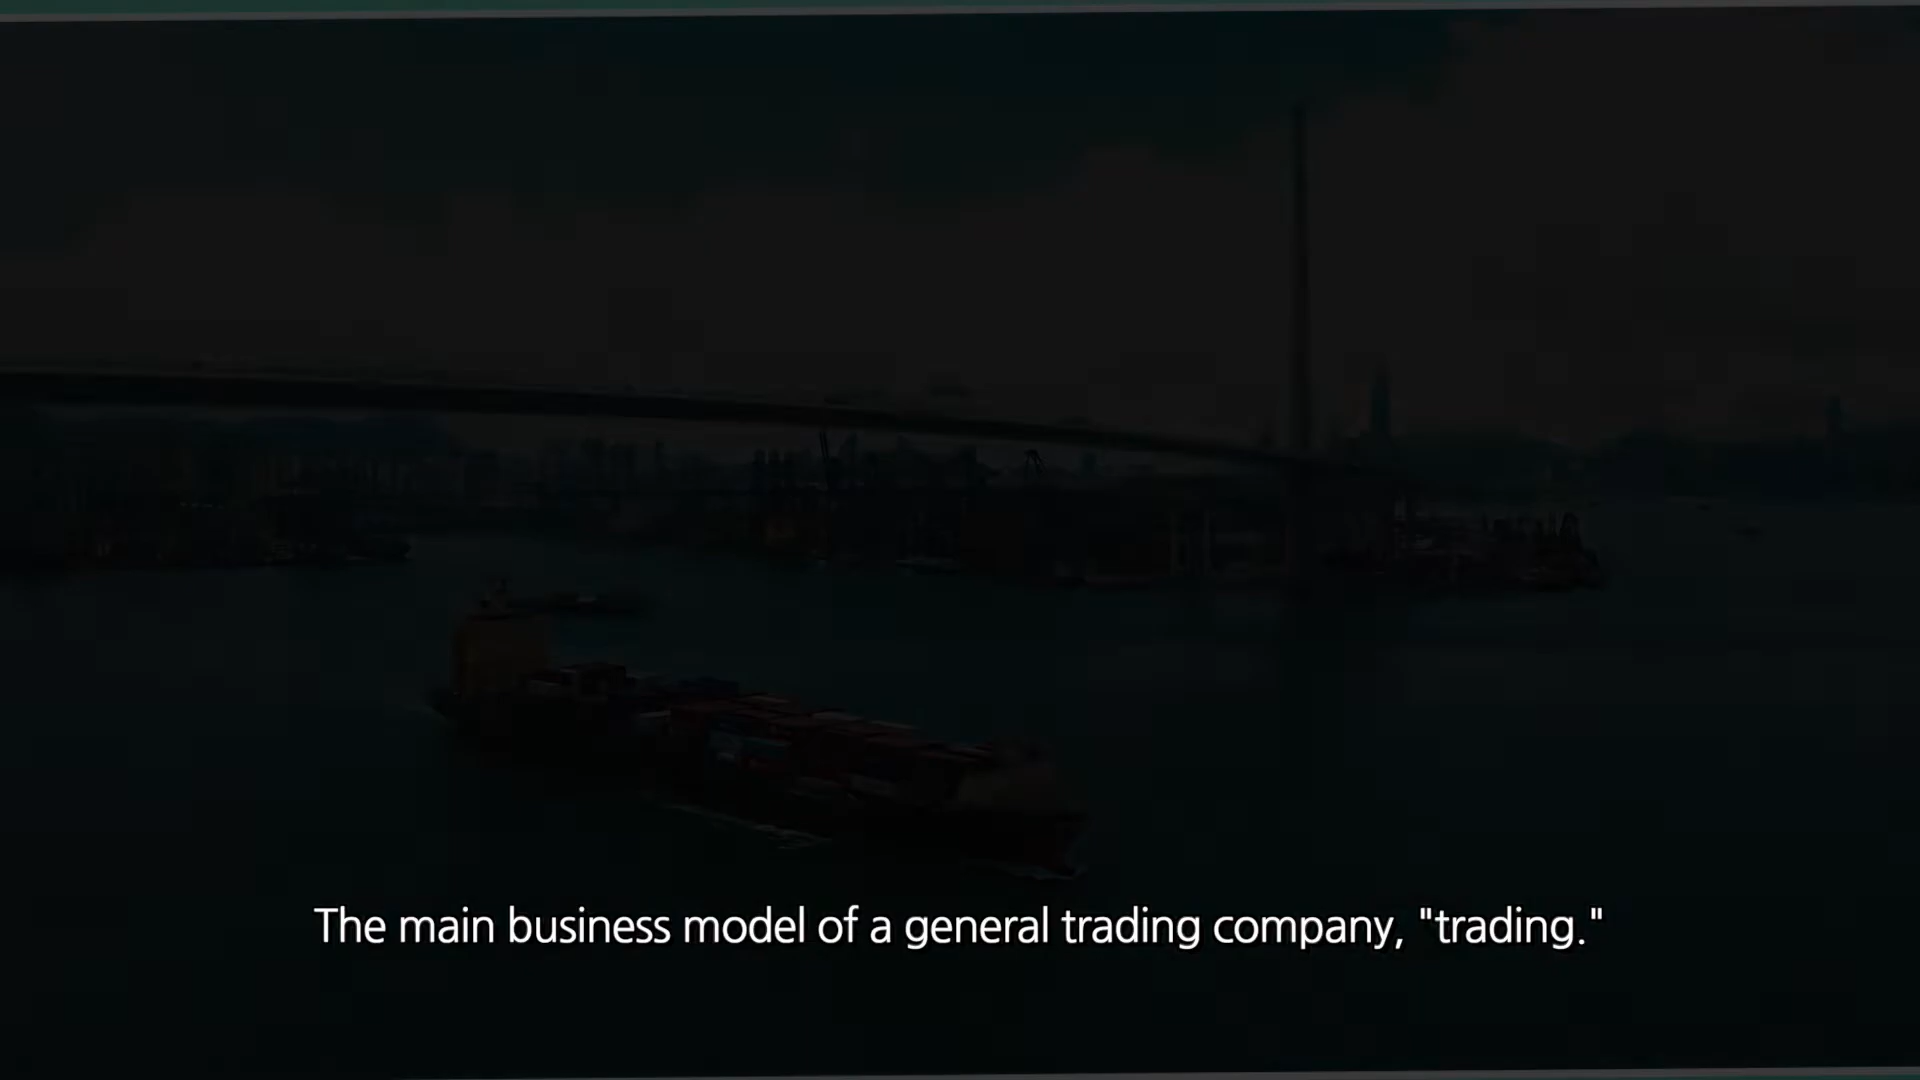 The main business model of a general trading company, "trading."